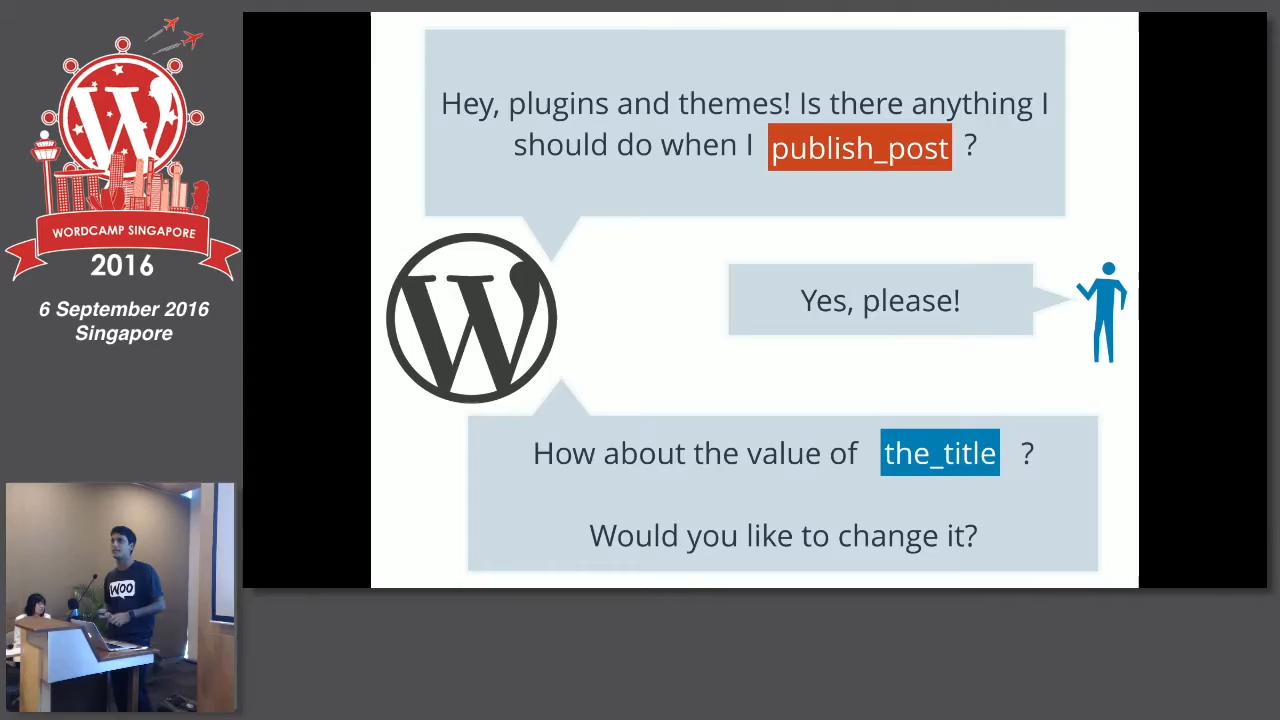 WORDCAMP SINGAPORE
2016
6 September 2016
Singapore
Hey, plugins and themes! Is there anything I
should do when I publish_post ?
Yes, please!
How about the value of the_title ?
Would you like to change it?
WOO